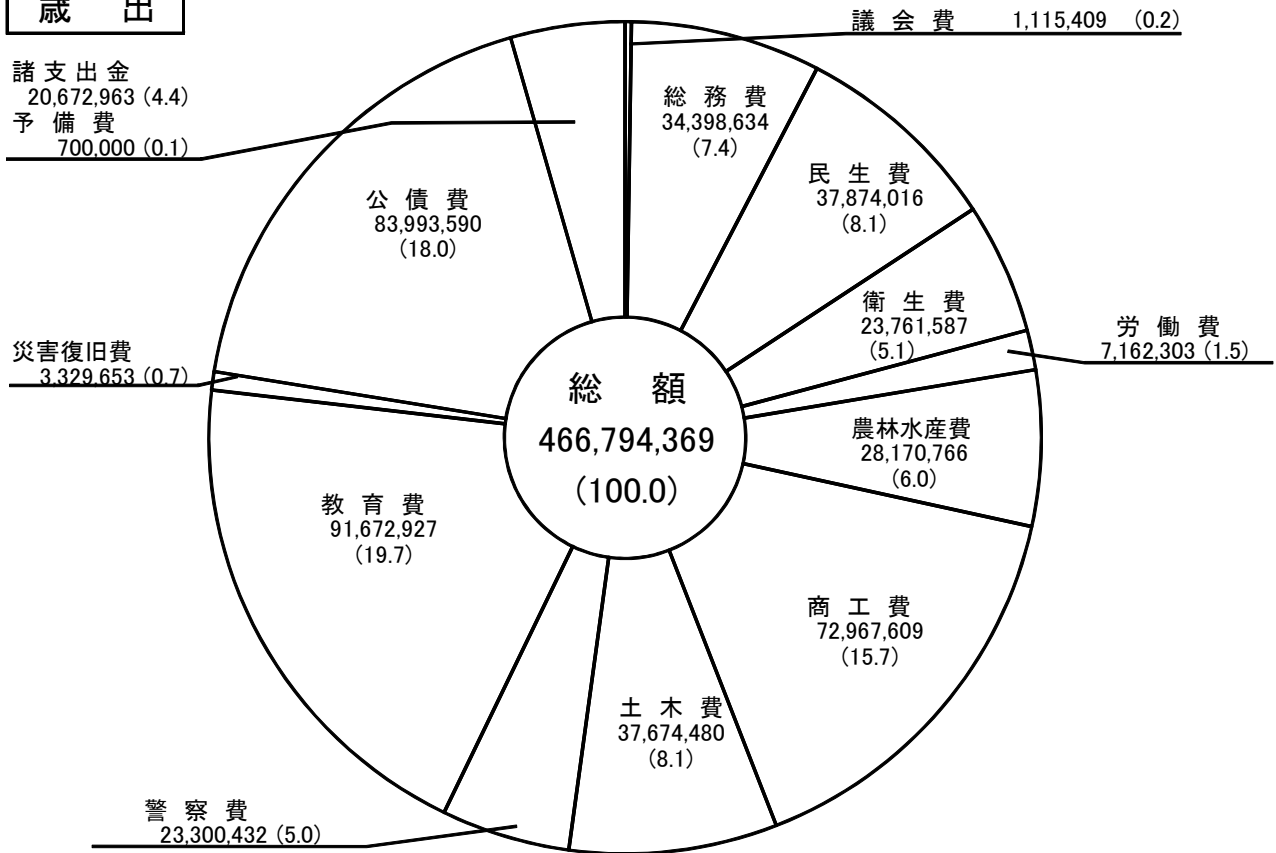 歳 出
議 会 費 1,115,409 (0.2)
諸 支 出 金
20,672,963 (4.4)
予 備 費
700,000 (0.1)
総 務 費
34,398,634
(7.4)
民 生 費
37,874,016
(8.1)
公 債 費
83,993,590
(18.0)
衛 生 費
23,761,587
(5.1)
労 働 費
7,162,303 (1.5)
災害復旧費
3,329,653 (0.7)
総 額
466,794,369
(100.0)
農林水産費
28,170,766
(6.0)
教 育 費
91,672,927
(19.7)
商 工 費
72,967,609
(15.7)
土 木 費
37,674,480
(8.1)
警 察 費
23,300,432 (5.0)